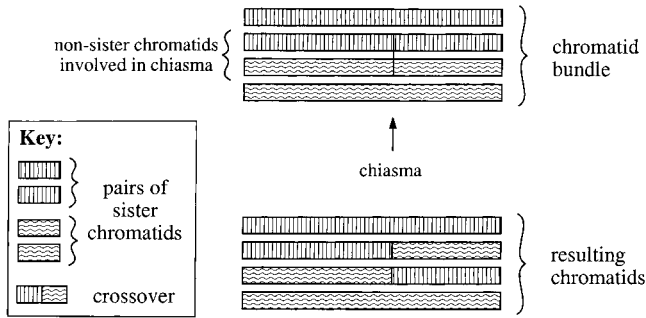 non-sister chromatids
involved in chiasma
chromatid
bundle
chiasma
Key:
pairs of
sister
chromatids
crossover
resulting
chromatids